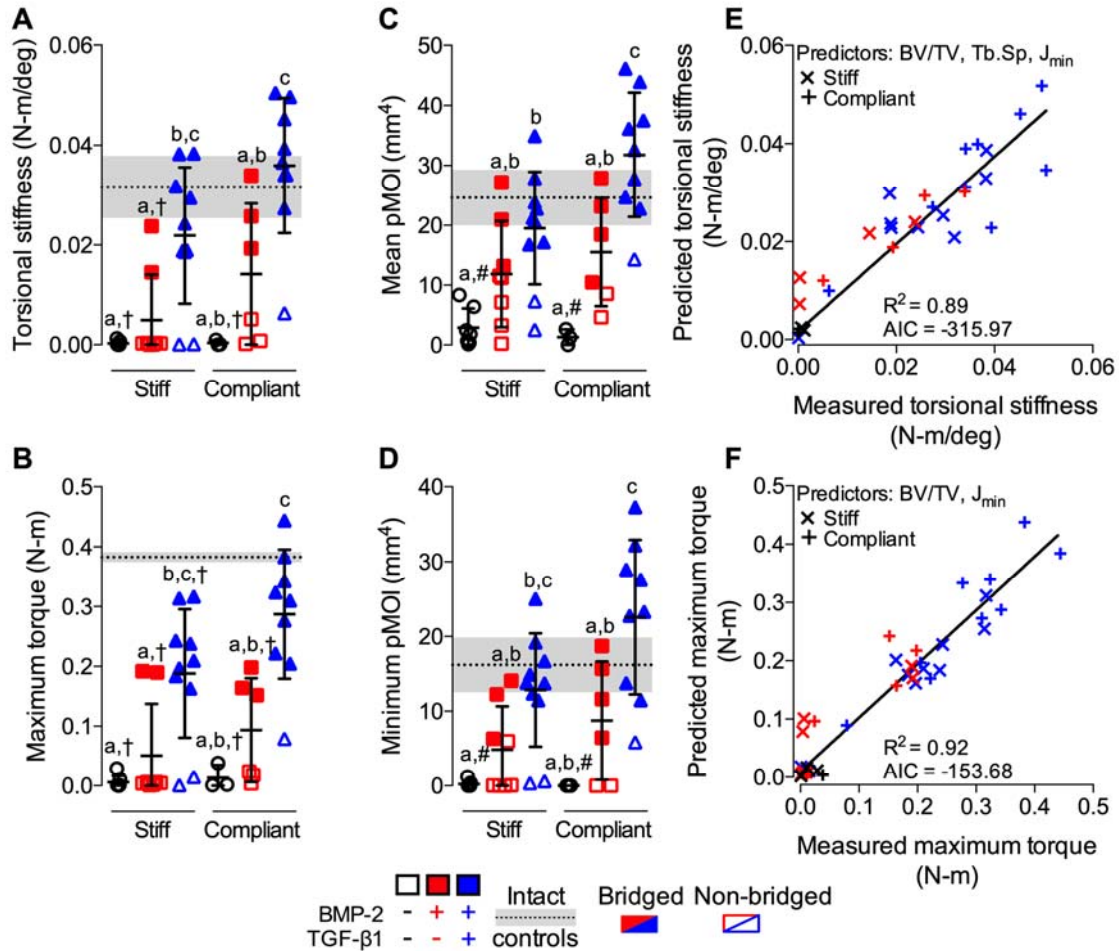 A
Torsional stiffness (N-m/deg)
0.06
0.04
0.02
0.00
a,†
a,†
b,c
a,b,†
a,b
c
Stiff
Compliant
B
Maximum torque (N-m)
0.5
0.4
0.3
0.2
0.1
0.0
a,†
a,†
b,c,†
a,b,†
a,b,†
c
Stiff
Compliant
C
Mean pMOI (mm⁴)
50
40
30
20
10
0
a,#
a,b
b
a,#
a,b
c
Stiff
Compliant
D
Minimum pMOI (mm⁴)
40
30
20
10
0
a,#
a,b
b,c
a,b,#
a,b
c
Stiff
Compliant
E
Predicted torsional stiffness
(N-m/deg)
0.06
0.04
0.02
0.00
Predictors: BV/TV, Tb.Sp, Jmin
× Stiff
+ Compliant
R² = 0.89
AIC = -315.97
0.00 0.02 0.04 0.06
Measured torsional stiffness
(N-m/deg)
F
Predicted maximum torque
(N-m)
0.5
0.4
0.3
0.2
0.1
0.0
Predictors: BV/TV, Jmin
× Stiff
+ Compliant
R² = 0.92
AIC = -153.68
0.0 0.1 0.2 0.3 0.4 0.5
Measured maximum torque
(N-m)
BMP-2 - + +
TGF-β1 - - +
Intact
controls
Bridged
Non-bridged